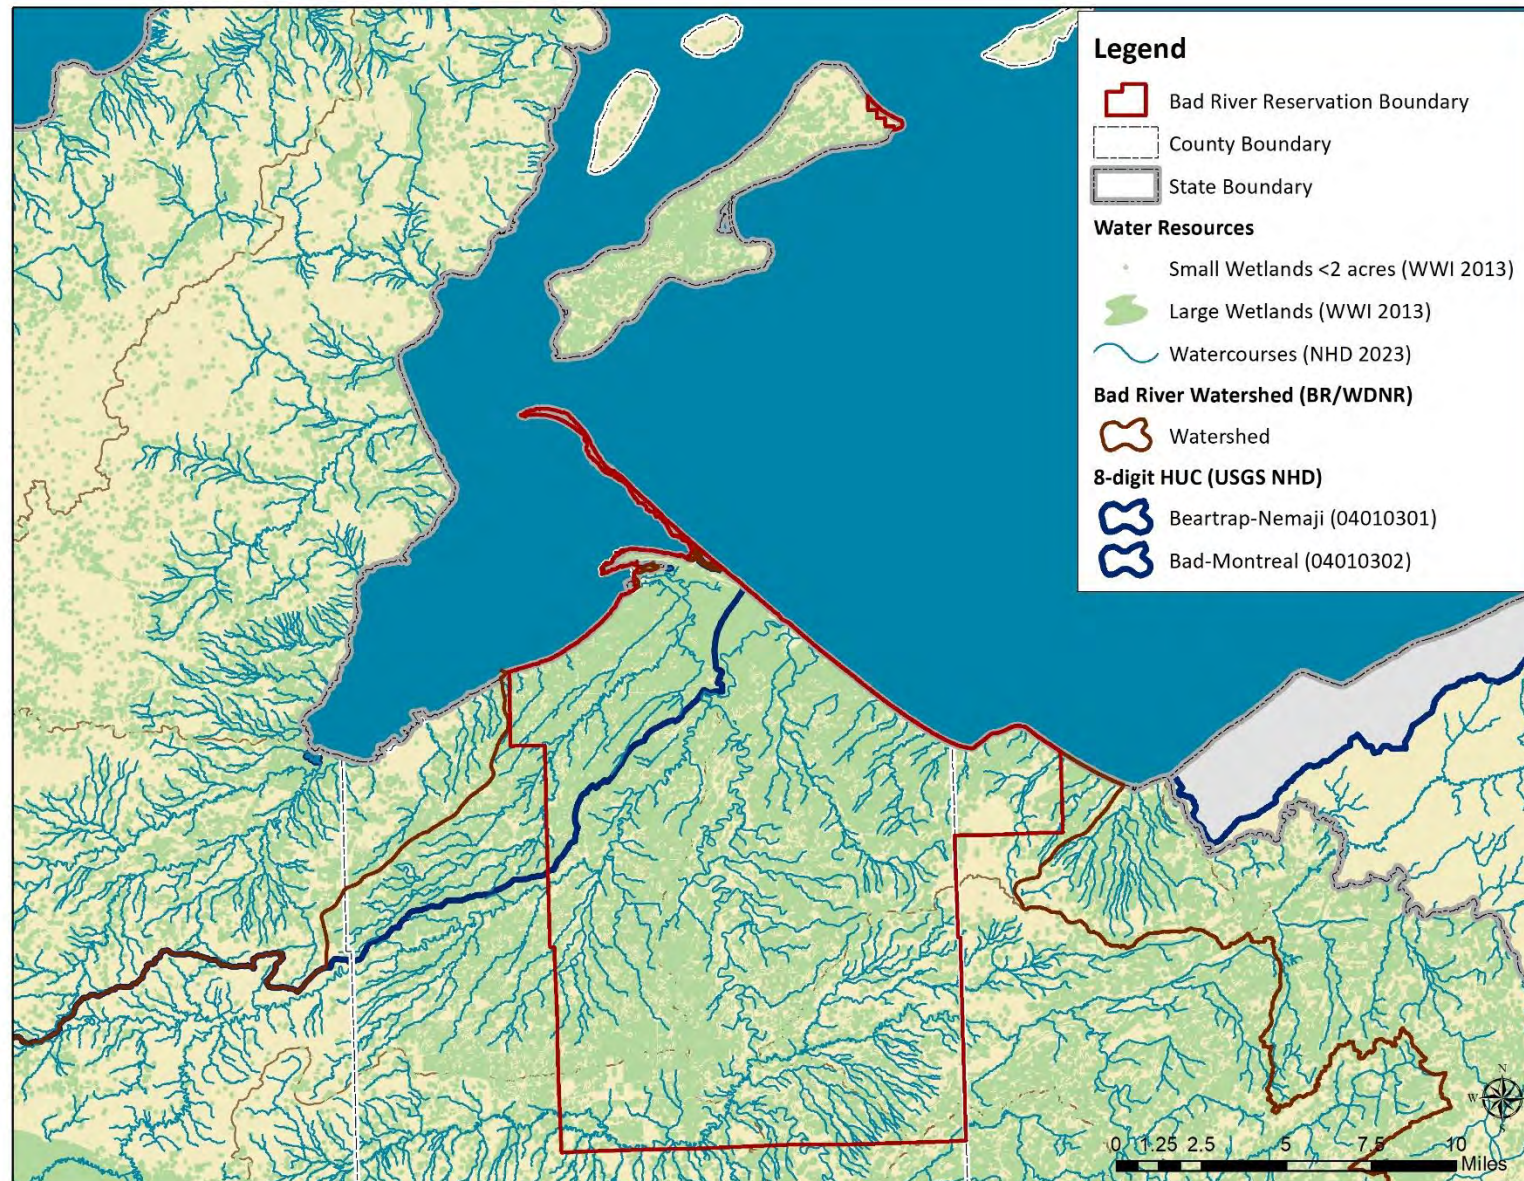 Legend
Bad River Reservation Boundary
County Boundary
State Boundary
Water Resources
Small Wetlands <2 acres (WWI 2013)
Large Wetlands (WWI 2013)
Watercourses (NHD 2023)
Bad River Watershed (BR/WDNR)
Watershed
8-digit HUC (USGS NHD)
Beartrap-Nemaji (04010301)
Bad-Montreal (04010302)
N
W E
S
0 1.25 2.5 5 7.5 10
Miles